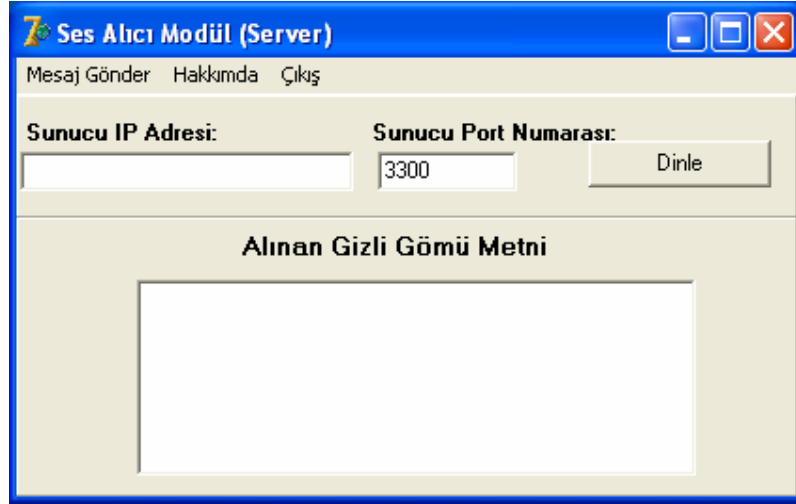 Ses Alıcı Modül (Server)
Mesaj Gönder Hakkımda Çıkış
Sunucu IP Adresi: Sunucu Port Numarası:
3300 Dinle
Alınan Gizli Gömü Metni